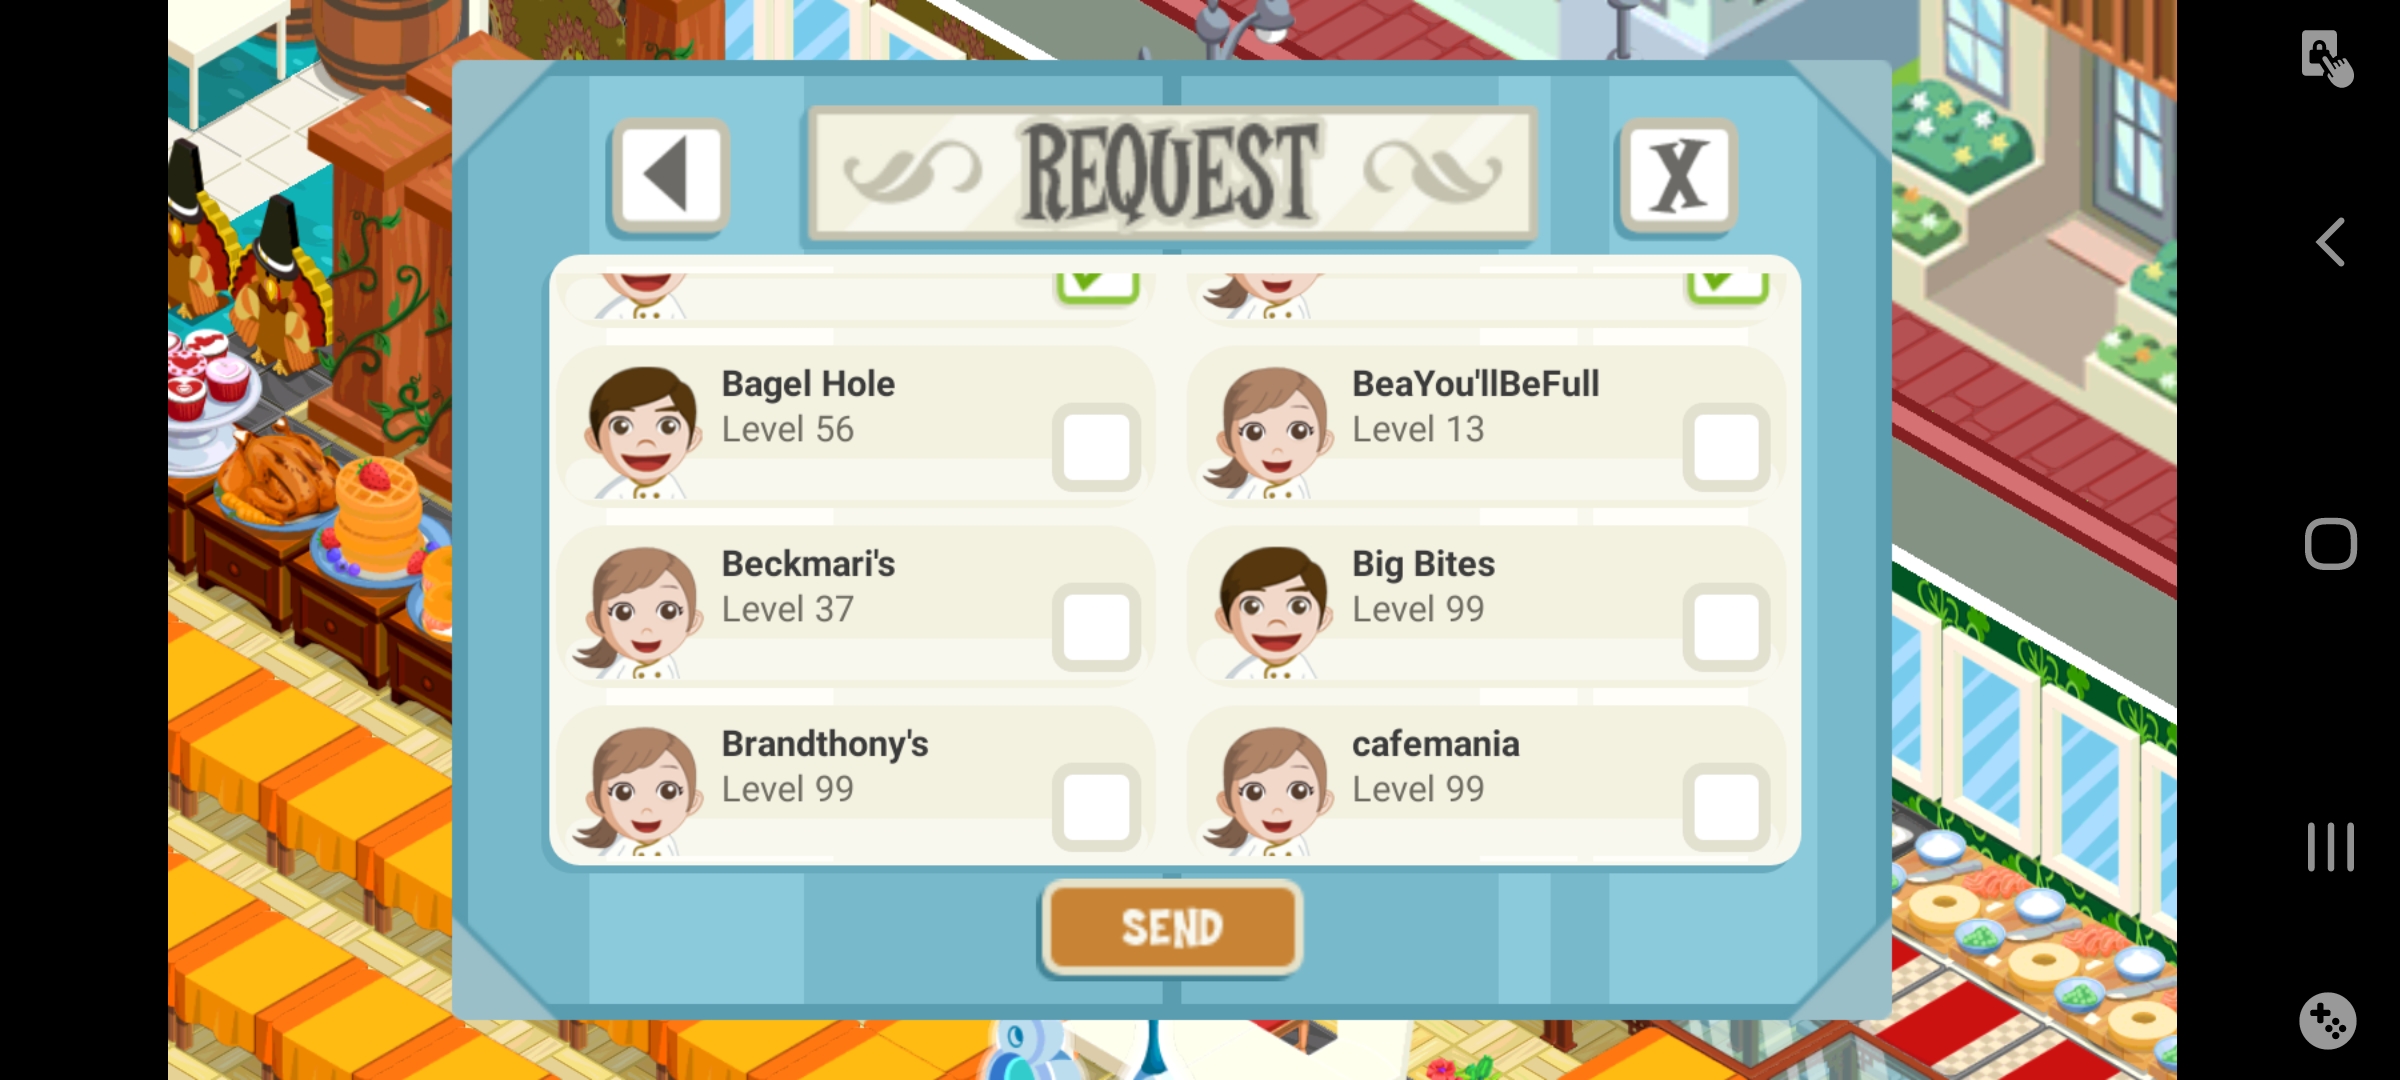 REQUEST
X
Bagel Hole
Level 56
BeaYou'llBeFull
Level 13
Beckmari's
Level 37
Big Bites
Level 99
Brandthony's
Level 99
cafemania
Level 99
SEND